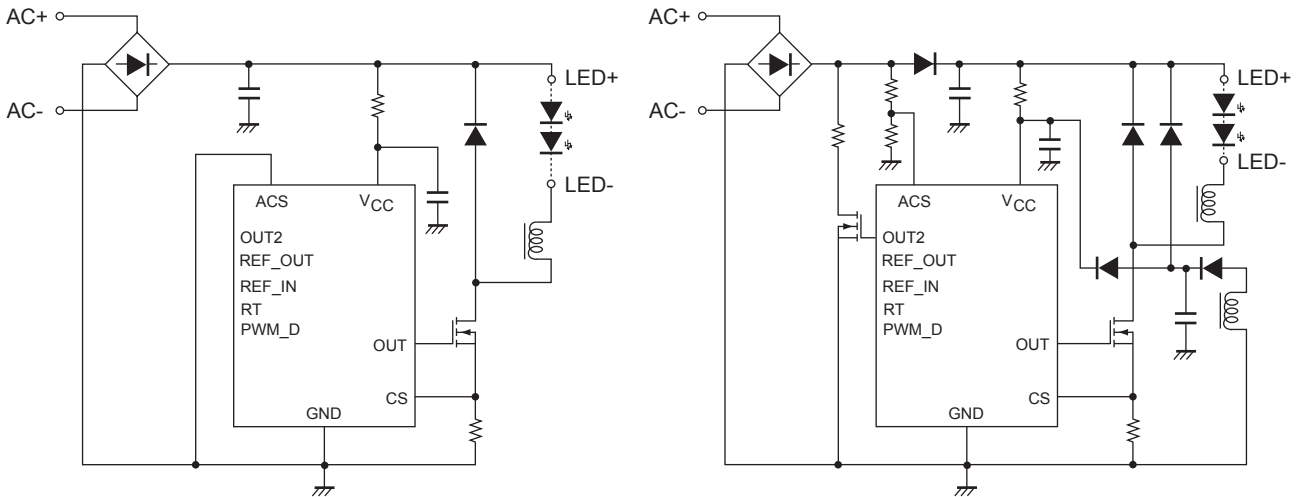 AC+
AC-
LED+
LED-
ACS
VCC
OUT2
REF_OUT
REF_IN
RT
PWM_D
OUT
CS
GND
AC+
AC-
LED+
LED-
ACS
VCC
OUT2
REF_OUT
REF_IN
RT
PWM_D
OUT
CS
GND